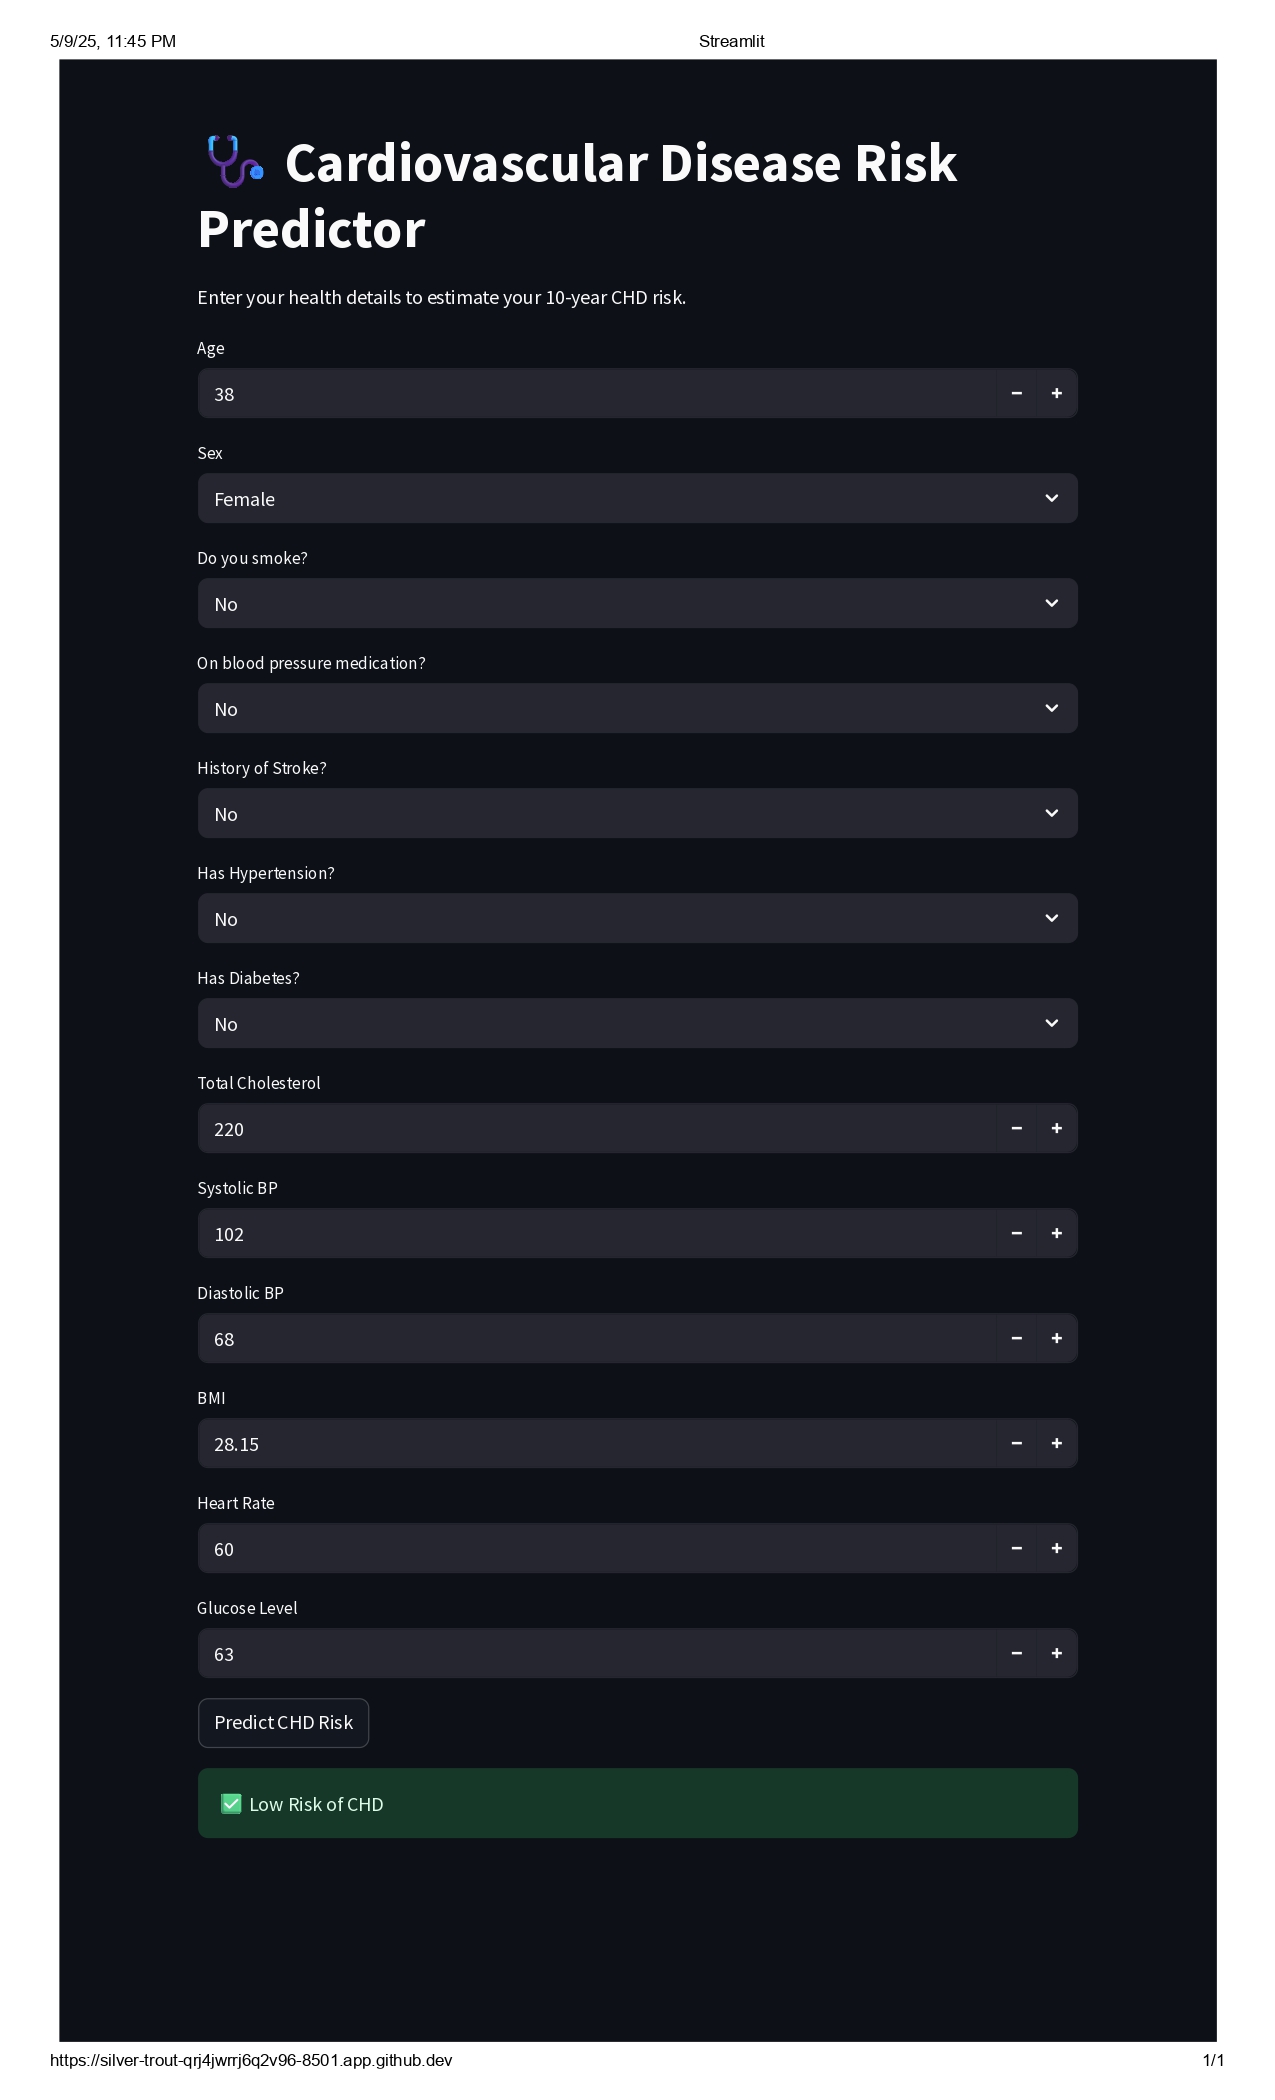 5/9/25, 11:45 PM Streamlit
Cardiovascular Disease Risk
Predictor
Enter your health details to estimate your 10-year CHD risk.
Age
38
Sex
Female
Do you smoke?
No
On blood pressure medication?
No
History of Stroke?
No
Has Hypertension?
No
Has Diabetes?
No
Total Cholesterol
220
Systolic BP
102
Diastolic BP
68
BMI
28.15
Heart Rate
60
Glucose Level
63
Predict CHD Risk
Low Risk of CHD
https://silver-trout-qrj4jwrrj6q2v96-8501.app.github.dev 1/1